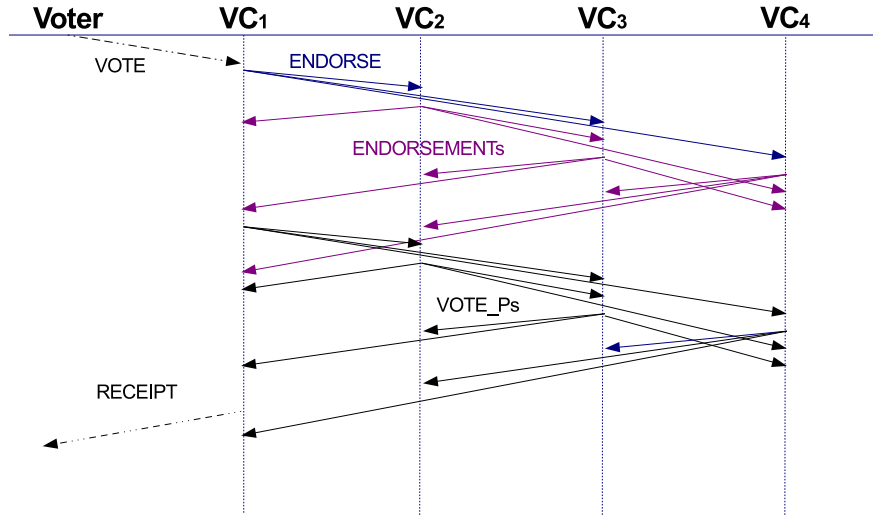 Voter VC1 VC2 VC3 VC4
VOTE
ENDORSE
ENDORSEMENTs
VOTE_Ps
RECEIPT